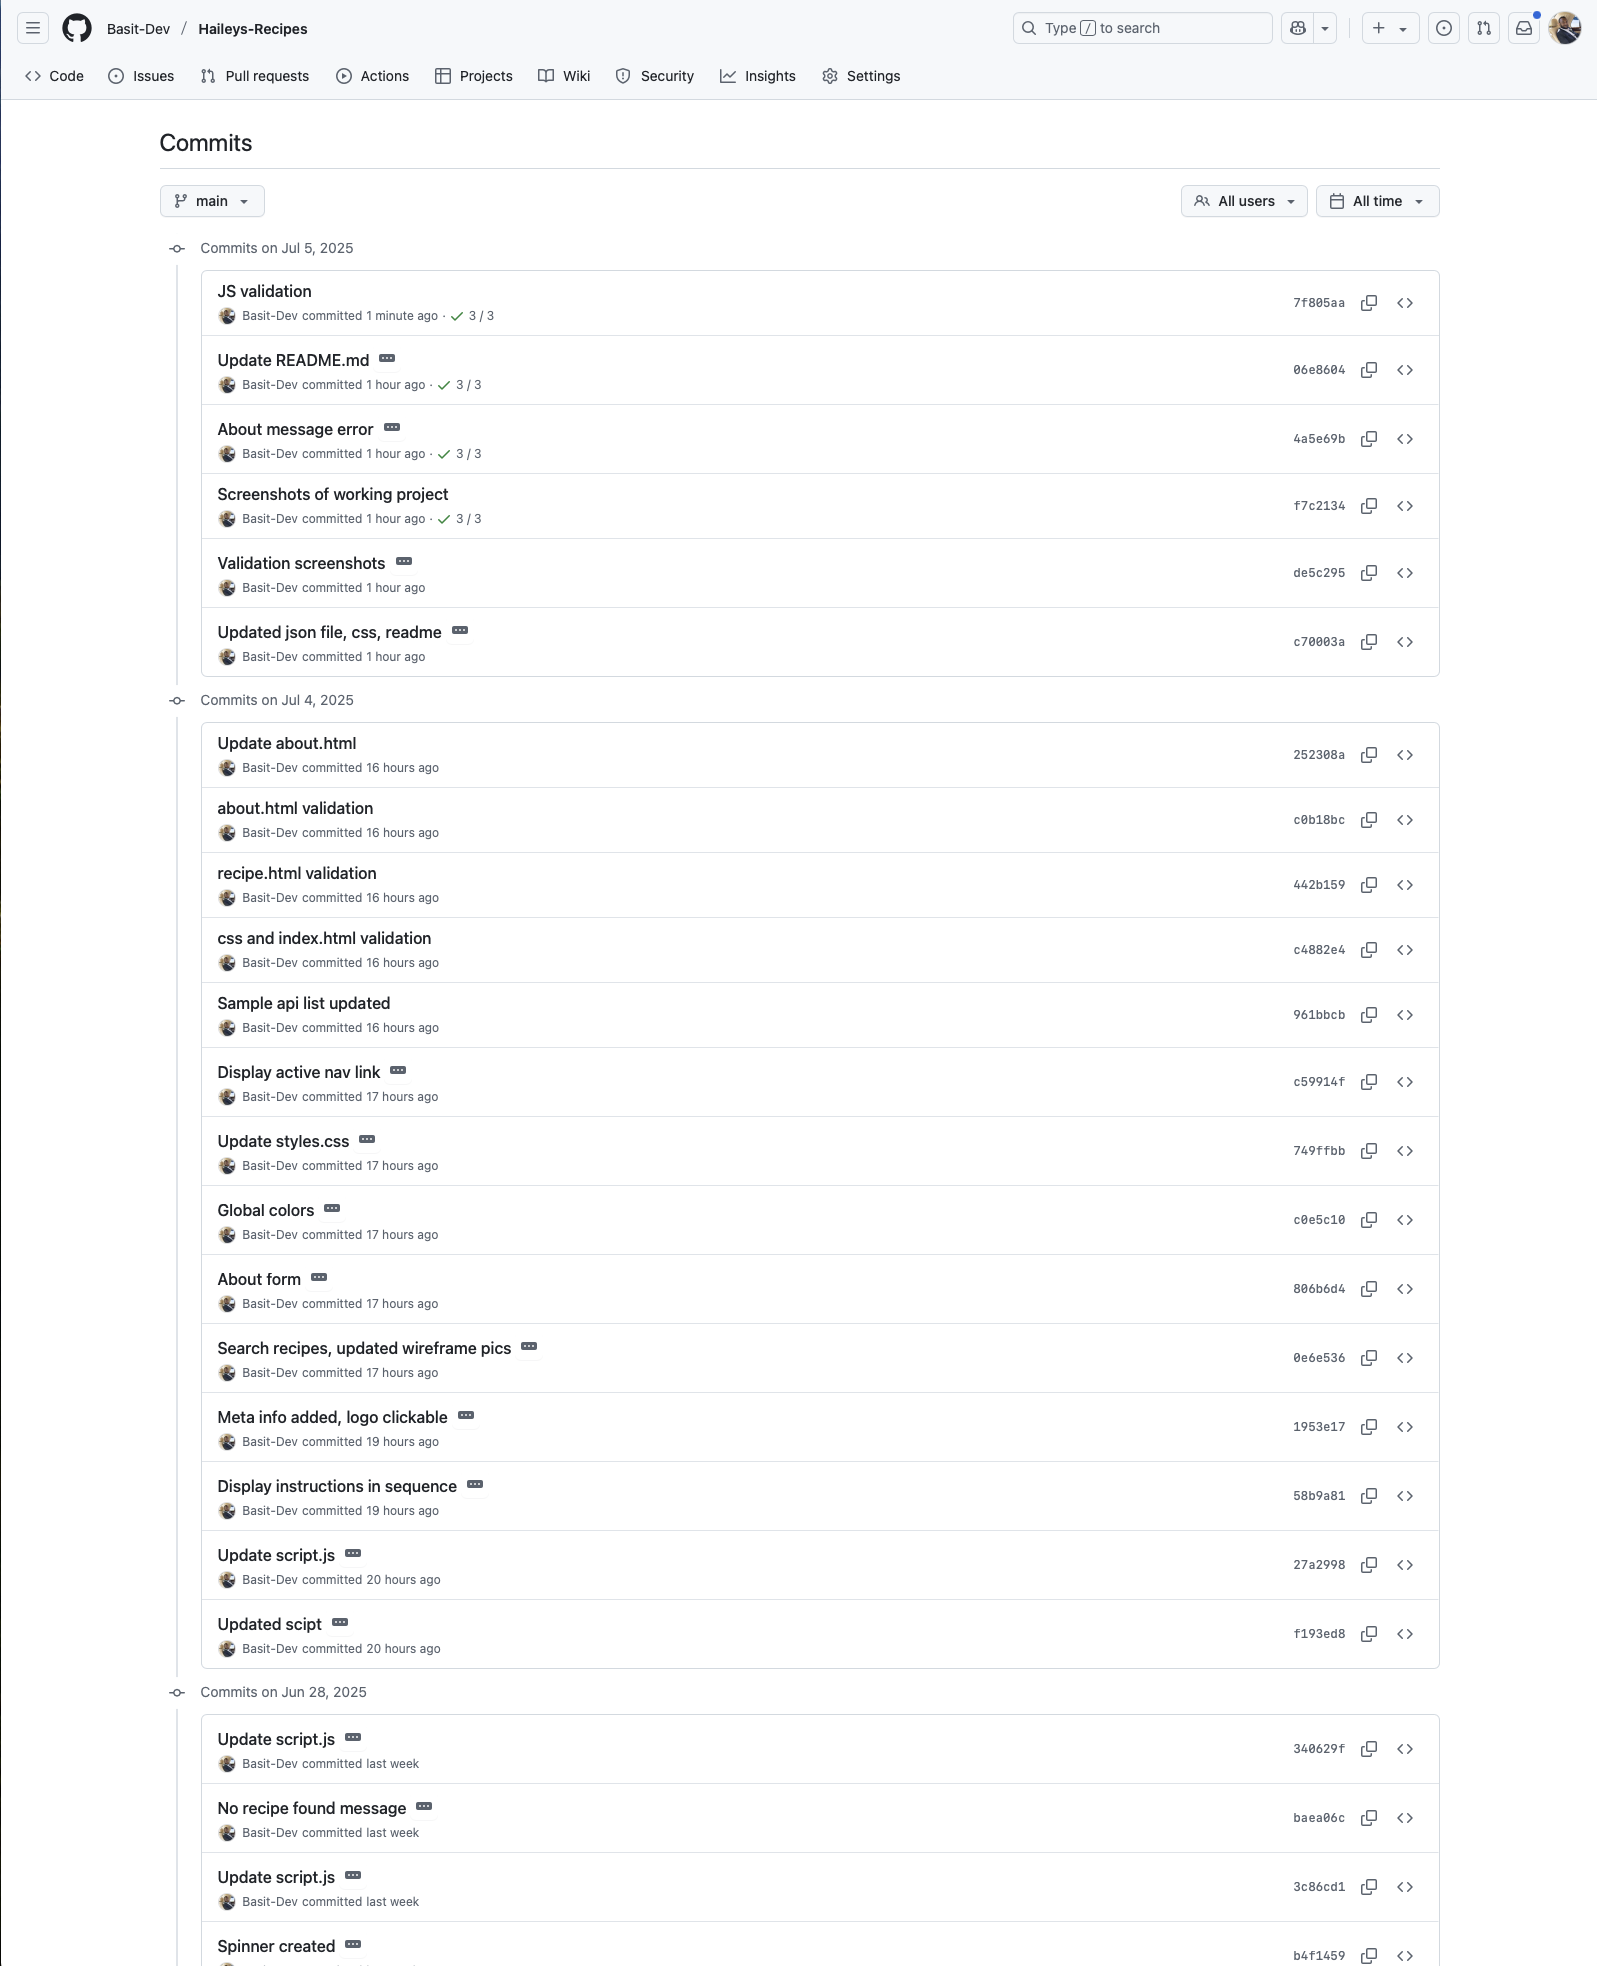 Basit-Dev / Haileys-Recipes
Type / to search
Code Issues Pull requests Actions Projects Wiki Security Insights Settings
Commits
main
All users All time
Commits on Jul 5, 2025
JS validation
7f805aa
Basit-Dev committed 1 minute ago · 3 / 3
Update README.md
06e8604
Basit-Dev committed 1 hour ago · 3 / 3
About message error
4a5e69b
Basit-Dev committed 1 hour ago · 3 / 3
Screenshots of working project
f7c2134
Basit-Dev committed 1 hour ago · 3 / 3
Validation screenshots
de5c295
Basit-Dev committed 1 hour ago
Updated json file, css, readme
c70003a
Basit-Dev committed 1 hour ago
Commits on Jul 4, 2025
Update about.html
252308a
Basit-Dev committed 16 hours ago
about.html validation
c0b18bc
Basit-Dev committed 16 hours ago
recipe.html validation
442b159
Basit-Dev committed 16 hours ago
css and index.html validation
c4882e4
Basit-Dev committed 16 hours ago
Sample api list updated
961bbcb
Basit-Dev committed 16 hours ago
Display active nav link
c59914f
Basit-Dev committed 17 hours ago
Update styles.css
749ffbb
Basit-Dev committed 17 hours ago
Global colors
c0e5c10
Basit-Dev committed 17 hours ago
About form
806b6d4
Basit-Dev committed 17 hours ago
Search recipes, updated wireframe pics
0e6e536
Basit-Dev committed 17 hours ago
Meta info added, logo clickable
1953e17
Basit-Dev committed 19 hours ago
Display instructions in sequence
58b9a81
Basit-Dev committed 19 hours ago
Update script.js
27a2998
Basit-Dev committed 20 hours ago
Updated scipt
f193ed8
Basit-Dev committed 20 hours ago
Commits on Jun 28, 2025
Update script.js
340629f
Basit-Dev committed last week
No recipe found message
baea06c
Basit-Dev committed last week
Update script.js
3c86cd1
Basit-Dev committed last week
Spinner created
b4f1459